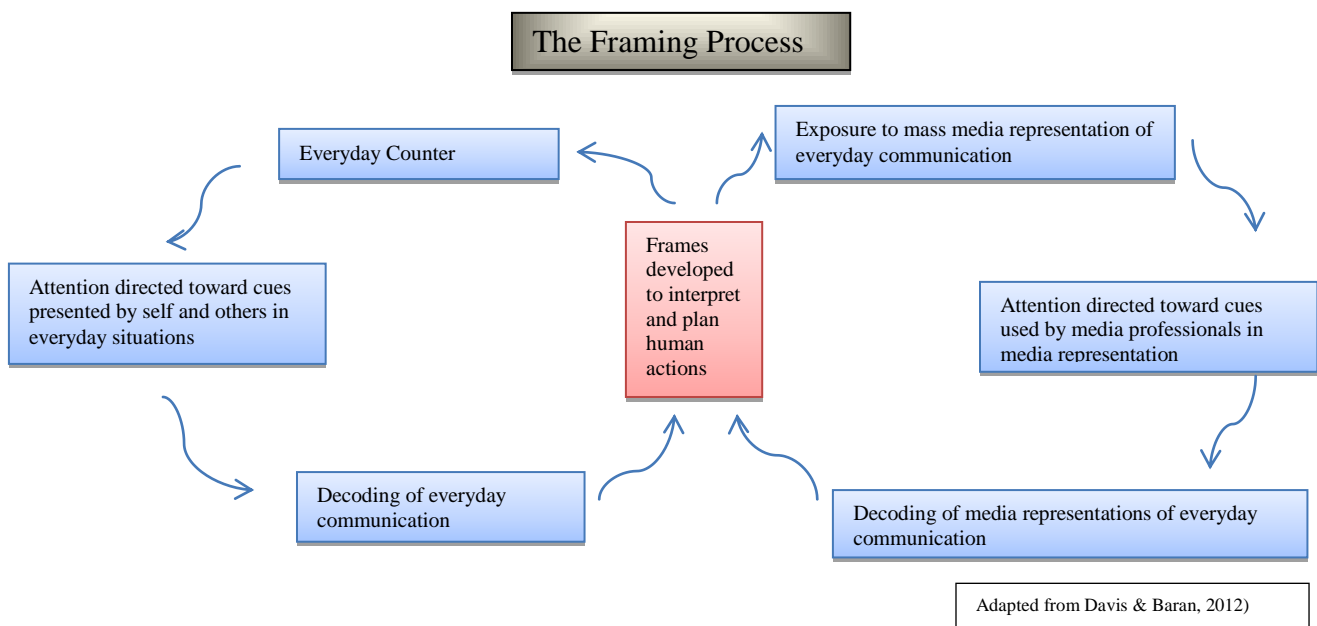 The Framing Process
Everyday Counter
Exposure to mass media representation of
everyday communication
Frames
developed
to interpret
and plan
human
actions
Attention directed toward cues
presented by self and others in
everyday situations
Attention directed toward cues
used by media professionals in
media representation
Decoding of everyday
communication
Decoding of media representations of everyday
communication
Adapted from Davis & Baran, 2012)